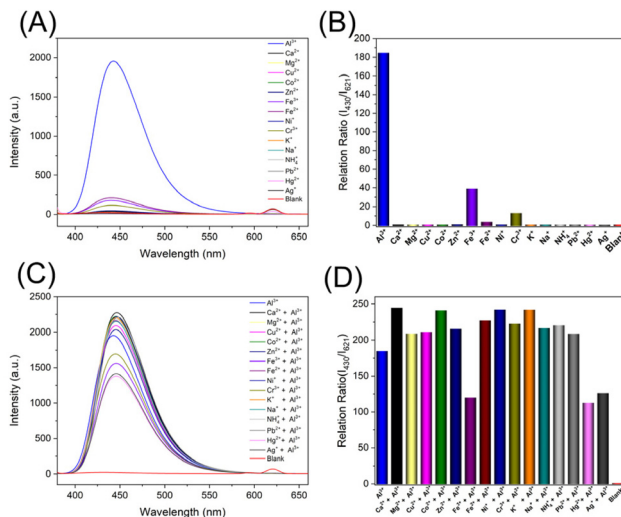 (A)
2000
1500
1000
500
0
400
450
500
550
600
650
Intensity (a.u.)
Wavelength (nm)
Al³⁺
Ca²⁺
Mg²⁺
Cu²⁺
Co²⁺
Zn²⁺
Fe³⁺
Fe²⁺
Ni⁺
Cr³⁺
K⁺
Na⁺
NH₄⁺
Pb²⁺
Hg²⁺
Ag⁺
Blank
(B)
200
180
160
140
120
100
80
60
40
20
0
Relation Ratio (I₄₃₀/I₆₂₁)
Al³⁺
Ca²⁺
Mg²⁺
Cu²⁺
Co²⁺
Zn²⁺
Fe³⁺
Fe²⁺
Ni⁺
Cr³⁺
K⁺
Na⁺
NH₄⁺
Pb²⁺
Hg²⁺
Ag⁺
Blank
(C)
2500
2250
2000
1750
1500
1250
1000
750
500
250
0
400
450
500
550
600
650
Intensity (a.u.)
Wavelength (nm)
Al³⁺
Ca²⁺ + Al³⁺
Mg²⁺ + Al³⁺
Cu²⁺ + Al³⁺
Co²⁺ + Al³⁺
Zn²⁺ + Al³⁺
Fe³⁺ + Al³⁺
Fe²⁺ + Al³⁺
Ni⁺ + Al³⁺
Cr³⁺ + Al³⁺
K⁺ + Al³⁺
Na⁺ + Al³⁺
NH₄⁺ + Al³⁺
Pb²⁺ + Al³⁺
Hg²⁺ + Al³⁺
Ag⁺ + Al³⁺
Blank
(D)
250
200
150
100
50
0
Relation Ratio(I₄₃₀/I₆₂₁)
Al³⁺
Ca²⁺ + Al³⁺
Mg²⁺ + Al³⁺
Cu²⁺ + Al³⁺
Co²⁺ + Al³⁺
Zn²⁺ + Al³⁺
Fe³⁺ + Al³⁺
Fe²⁺ + Al³⁺
Ni⁺ + Al³⁺
Cr³⁺ + Al³⁺
K⁺ + Al³⁺
Na⁺ + Al³⁺
NH₄ + Al³⁺
Pb²⁺ + Al³⁺
Hg²⁺ + Al³⁺
Ag⁺ + Al³⁺
Blank